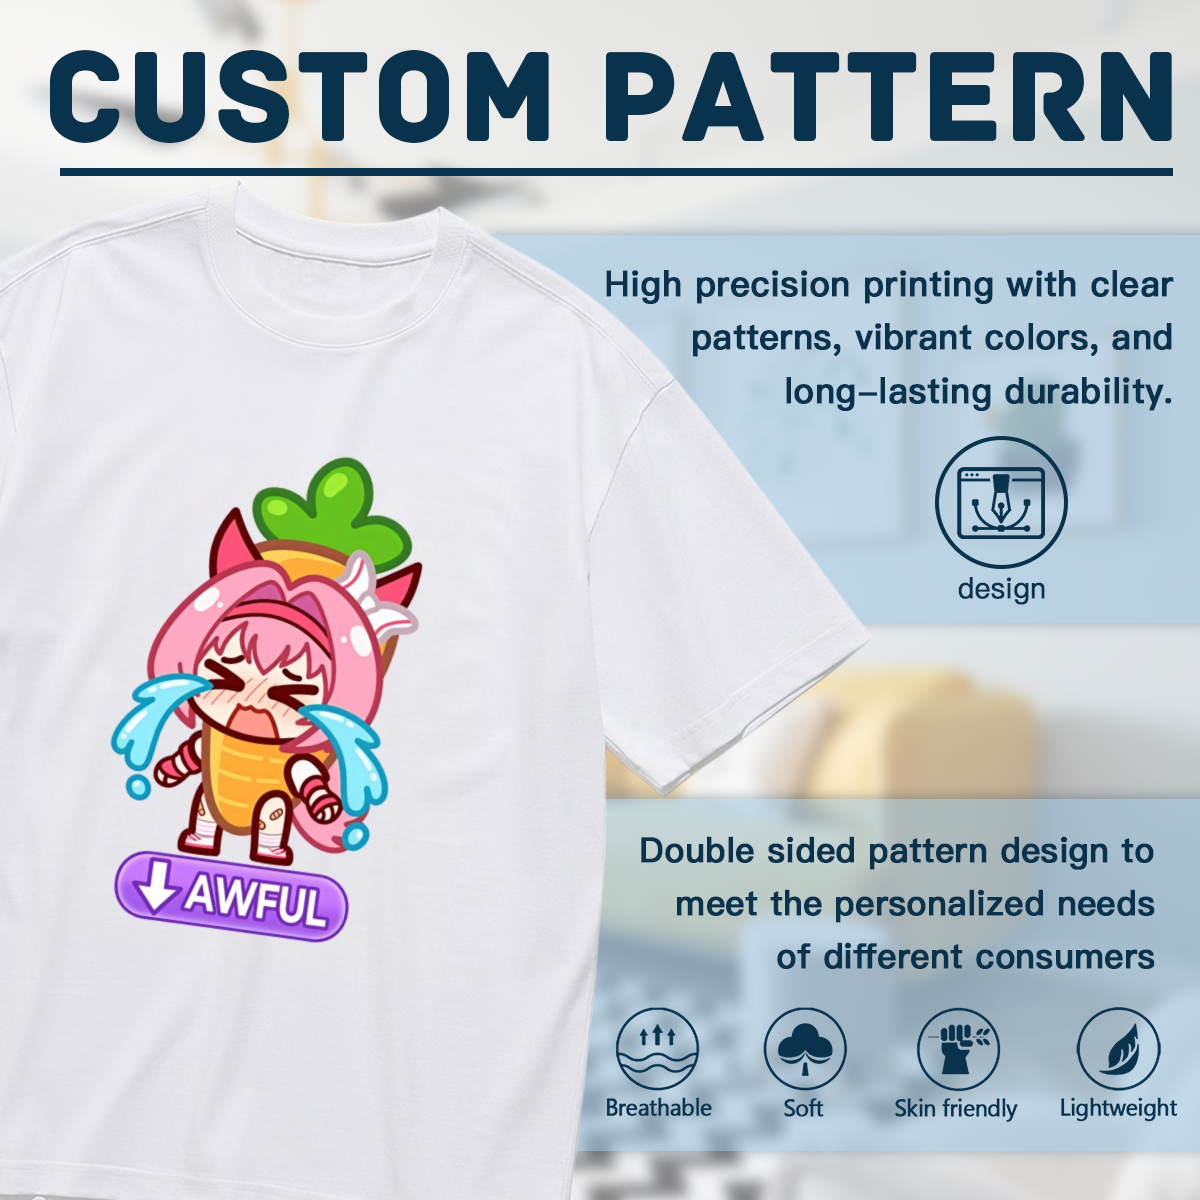 CUSTOM PATTERN
High precision printing with clear
patterns, vibrant colors, and
long-lasting durability.
design
AWFUL
Double sided pattern design to
meet the personalized needs
of different consumers
Breathable
Soft
Skin friendly
Lightweight